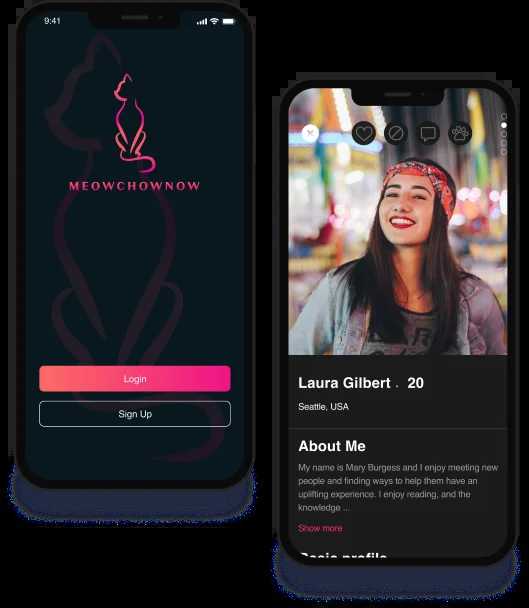 9:41
MEOWCHOWNOW
Login
Sign Up
Laura Gilbert . 20
Seattle, USA
About Me
My name is Mary Burgess and I enjoy meeting new
people and finding ways to help them have an
uplifting experience. I enjoy reading, and the
knowledge ...
Show more
Basic profile